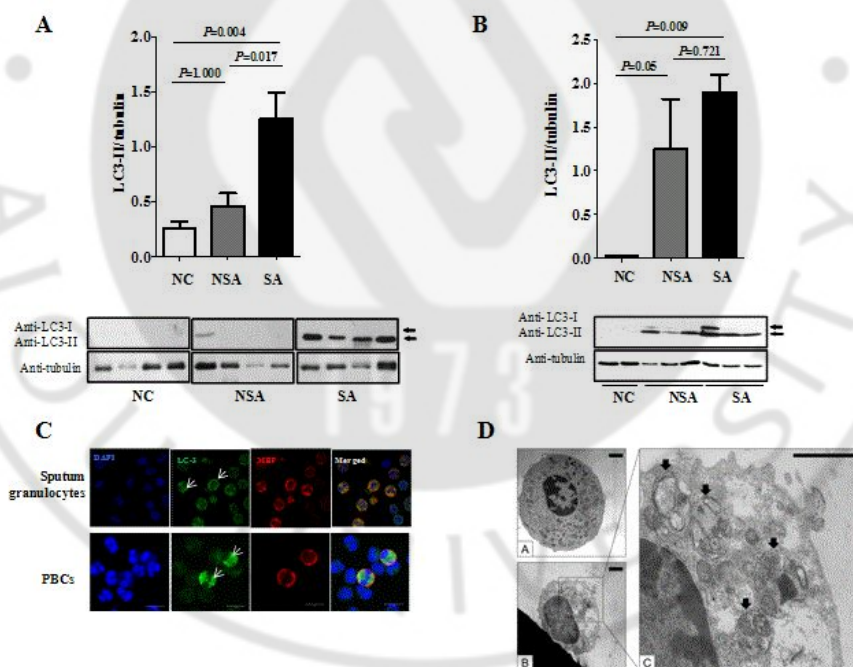 A
P=0.004
P=0.017
P=1.000
LC3-II/tubulin
2.0
1.5
1.0
0.5
0.0
NC NSA SA
Anti-LC3-I
Anti-LC3-II
Anti-tubulin
NC NSA SA
B
P=0.009
P=0.721
P=0.05
LC3-II/tubulin
2.5
2.0
1.5
1.0
0.5
0.0
NC NSA SA
Anti-LC3-I
Anti- LC3-II
Anti-tubulin
NC NSA SA
1973
C
DAPI LC-3 Merged
Sputum
granulocytes
PBCs
D
A
B
C